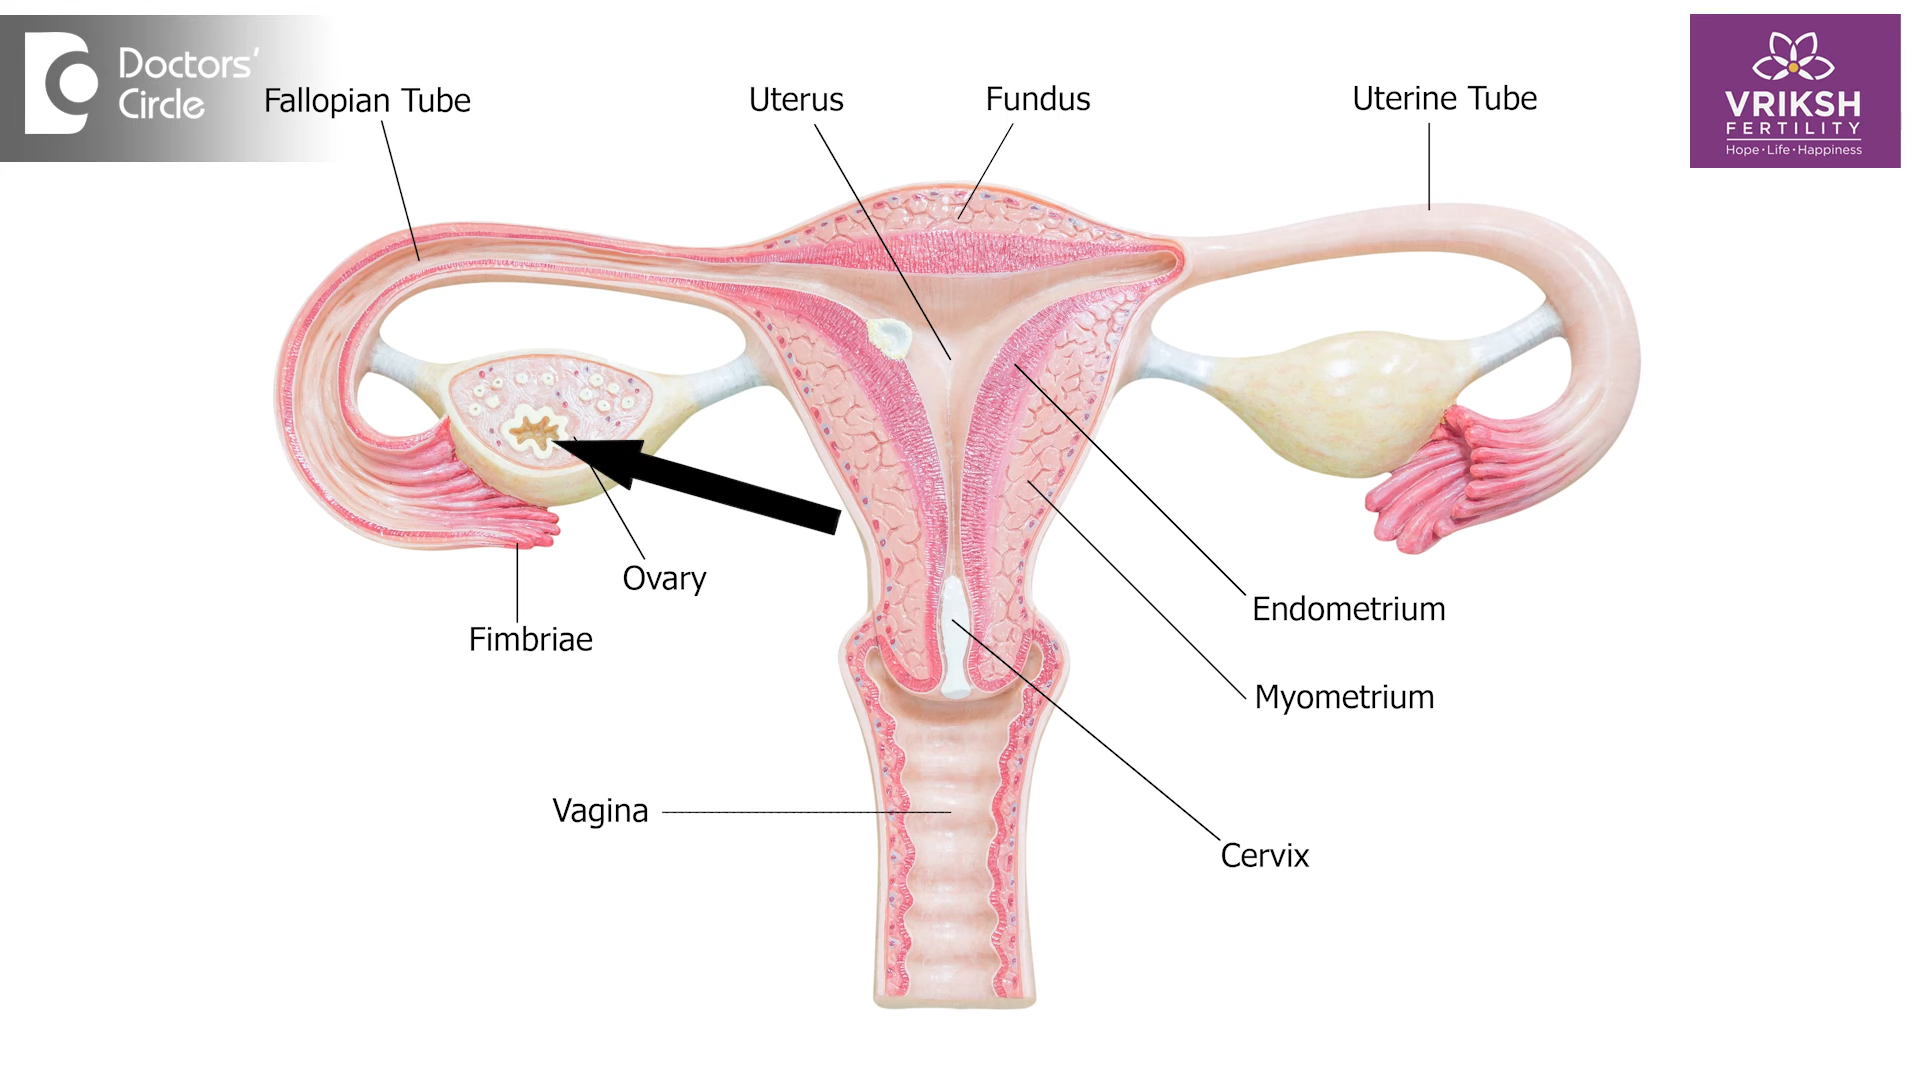 Doctors'
Circle
Fallopian Tube
Uterus
Fundus
Uterine Tube
VRIKSH
FERTILITY
Hope · Life · Happiness
Ovary
Fimbriae
Endometrium
Myometrium
Vagina
Cervix